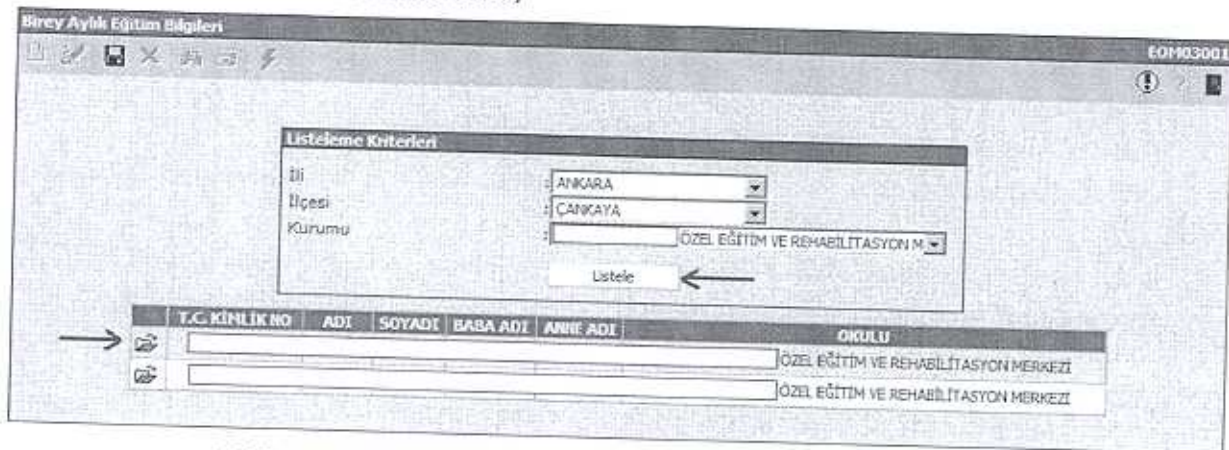 Birey Aylık Eğitim Bilgileri
EOM03001
Listeleme Kriterleri
İli : ANKARA
İlçesi : ÇANKAYA
Kurumu : ÖZEL EĞİTİM VE REHABİLİTASYON M
Listele
T.C. KİMLİK NO ADI SOYADI BABA ADI ANNE ADI OKULU
ÖZEL EĞİTİM VE REHABİLİTASYON MERKEZİ
ÖZEL EĞİTİM VE REHABİLİTASYON MERKEZİ